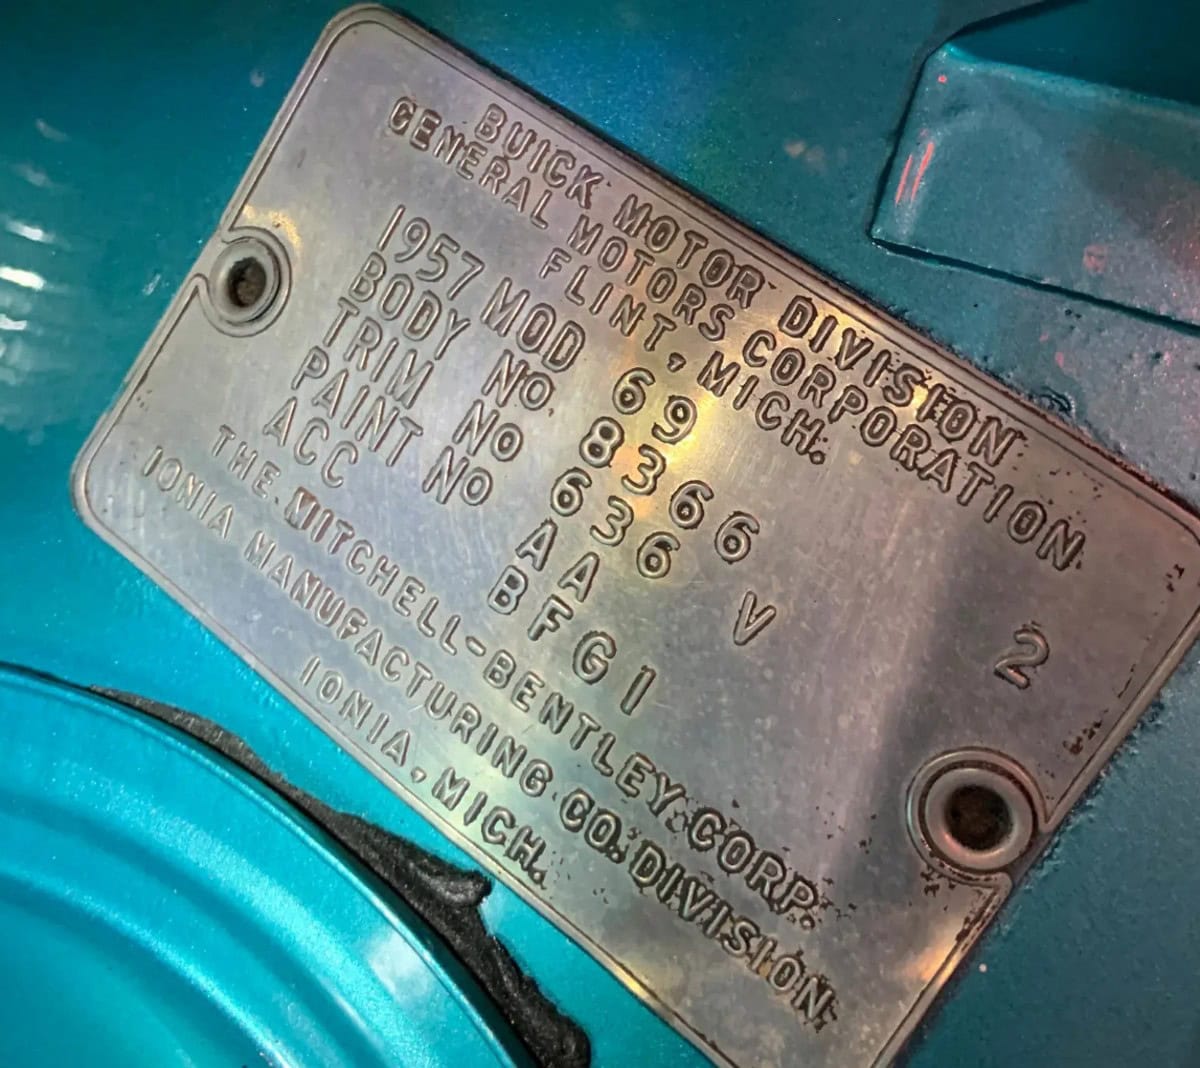 BUICK MOTOR DIVISION
GENERAL MOTORS CORPORATION
FLINT, MICH.
1957 MOD 69
BODY NO. 8366
TRIM NO 636 V 2
PAINT NO AA
ACC BFG1
THE MITCHELL-BENTLEY CORP.
IONIA MANUFACTURING CO. DIVISION
IONIA, MICH.